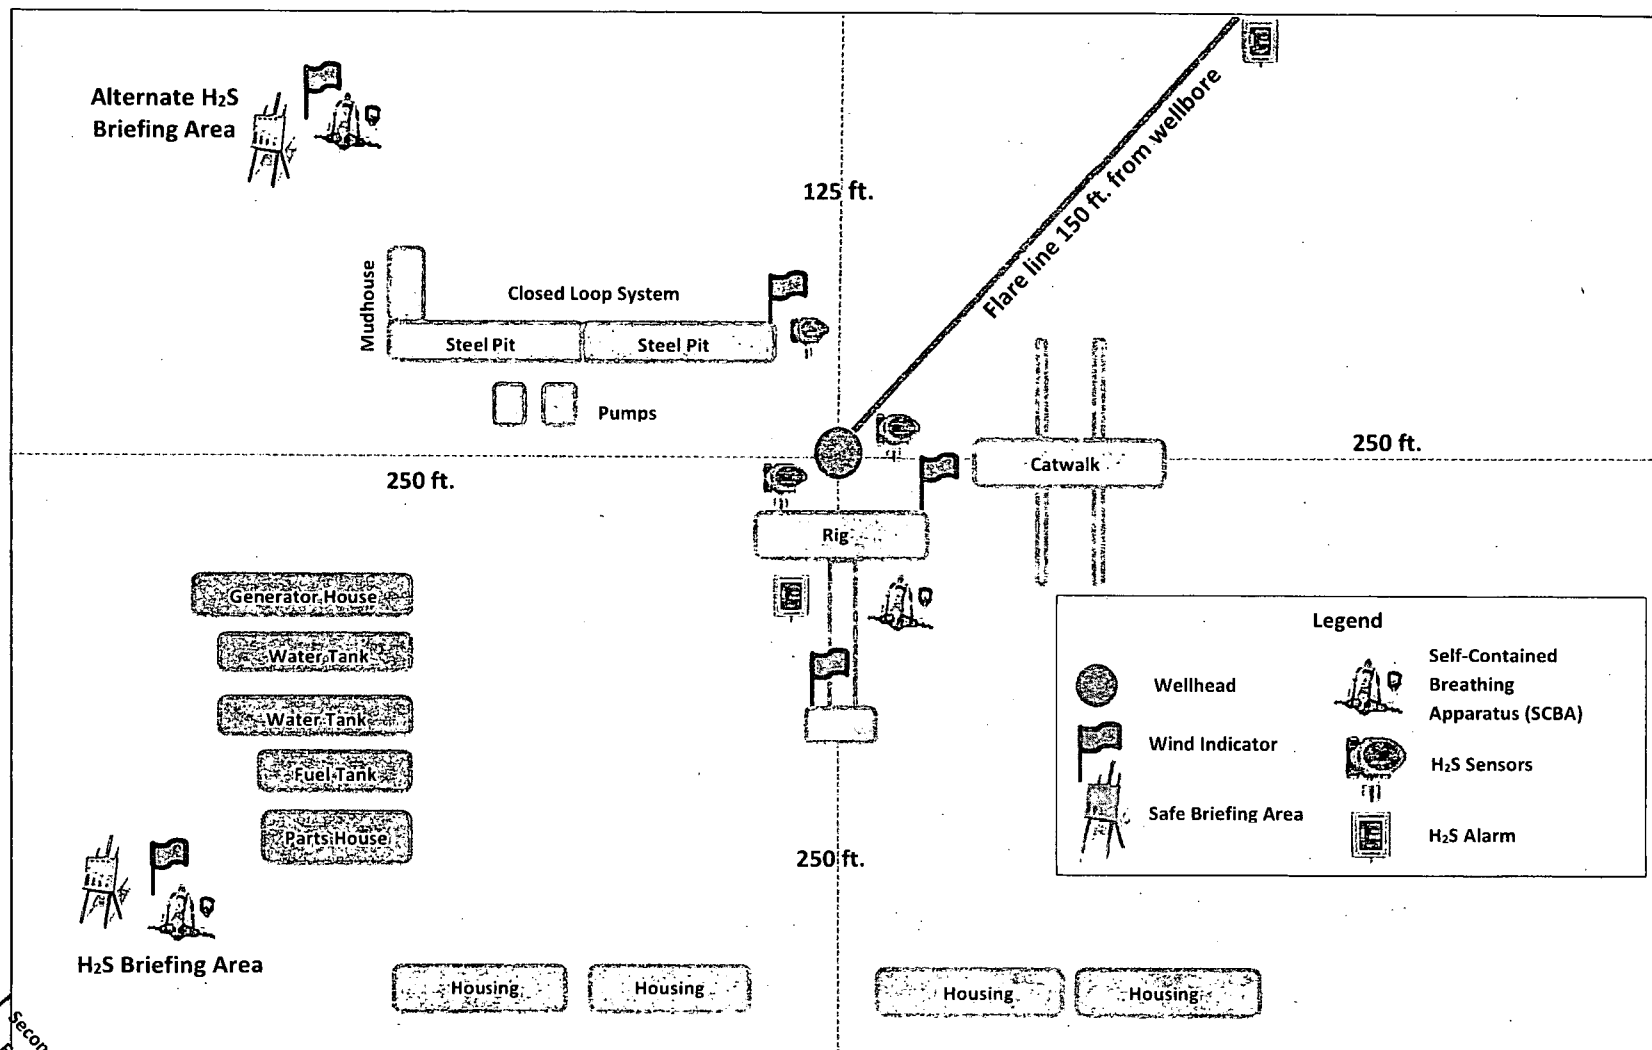 Alternate H2S
Briefing Area
125 ft.
Flare line 150 ft. from wellbore
Mudhouse
Closed Loop System
Steel Pit
Steel Pit
Pumps
250 ft.
Catwalk
250 ft.
Rig
Generator House
Water Tank
Water Tank
Fuel Tank
Parts House
Legend
Wellhead
Wind Indicator
Safe Briefing Area
Self-Contained
Breathing
Apparatus (SCBA)
H2S Sensors
H2S Alarm
250 ft.
H2S Briefing Area
Housing
Housing
Housing
Housing